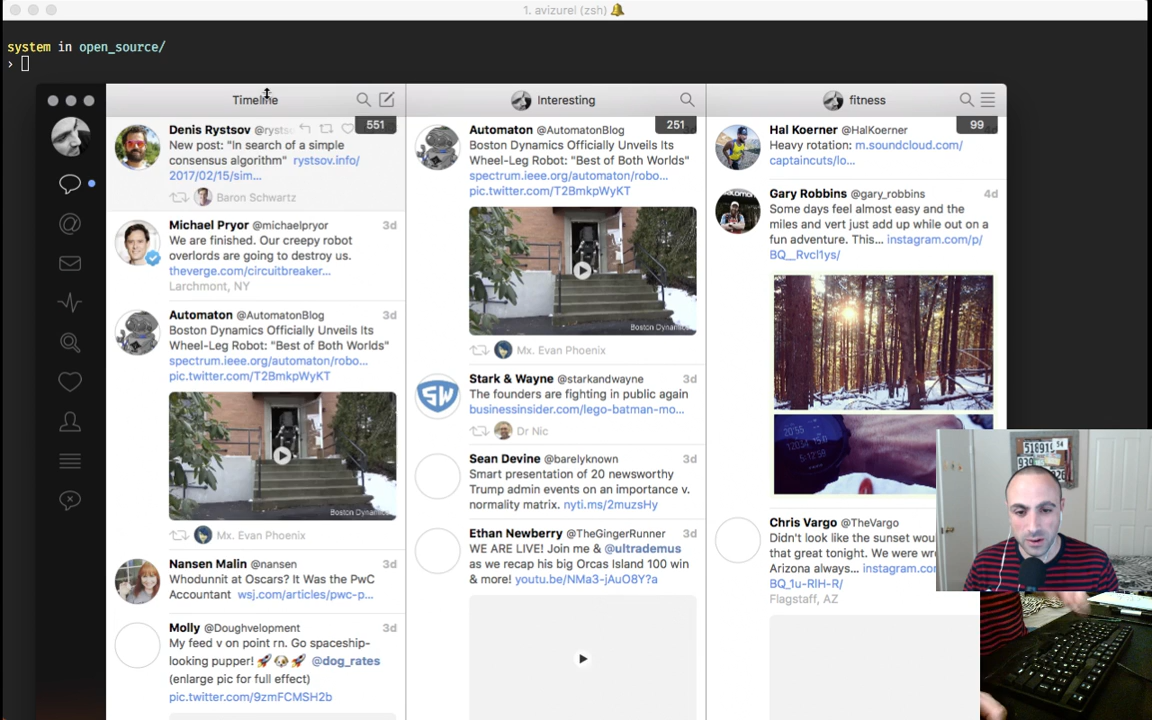 1. avizurel (zsh) 🔔
system in open_source/
›
Timeline
Denis Rystsov @rysts
551
New post: "In search of a simple
consensus algorithm" rystsov.info/
2017/02/15/sim...
Baron Schwartz
Michael Pryor @michaelpryor 3d
We are finished. Our creepy robot
overlords are going to destroy us.
theverge.com/circuitbreaker...
Larchmont, NY
Automaton @AutomatonBlog 3d
Boston Dynamics Officially Unveils Its
Wheel-Leg Robot: "Best of Both Worlds"
spectrum.ieee.org/automaton/robo...
pic.twitter.com/T2BmkpWyKT
Boston Dynamics
Mx. Evan Phoenix
Nansen Malin @nansen 3d
Whodunnit at Oscars? It Was the PwC
Accountant wsj.com/articles/pwc-p...
Molly @Doughvelopment 3d
My feed v on point rn. Go spaceship-
looking pupper! 🚀🐶🚀 @dog_rates
(enlarge pic for full effect)
pic.twitter.com/9zmFCMSH2b
Interesting
Automaton @AutomatonBlog
251
Boston Dynamics Officially Unveils Its
Wheel-Leg Robot: "Best of Both Worlds"
spectrum.ieee.org/automaton/robo...
pic.twitter.com/T2BmkpWyKT
Boston Dynamics
Mx. Evan Phoenix
Stark & Wayne @starkandwayne 3d
The founders are fighting in public again
businessinsider.com/lego-batman-mo...
SW
Dr Nic
Sean Devine @barelyknown 3d
Smart presentation of 20 newsworthy
Trump admin events on an importance v.
normality matrix. nyti.ms/2muzsHy
Ethan Newberry @TheGingerRunner 3d
WE ARE LIVE! Join me & @ultrademus
as we recap his big Orcas Island 100 win
& more! youtu.be/NMa3-jAuO8Y?a
fitness
Hal Koerner @HalKoerner
99
Heavy rotation: m.soundcloud.com/
captaincuts/lo...
Gary Robbins @gary_robbins 4d
Some days feel almost easy and the
miles and vert just add up while out on a
fun adventure. This... instagram.com/p/
BQ__Rvcl1ys/
Chris Vargo @TheVargo
Didn't look like the sunset wou
that great tonight. We were wr
Arizona always... instagram.co
BQ_1u-RIH-R/
Flagstaff, AZ